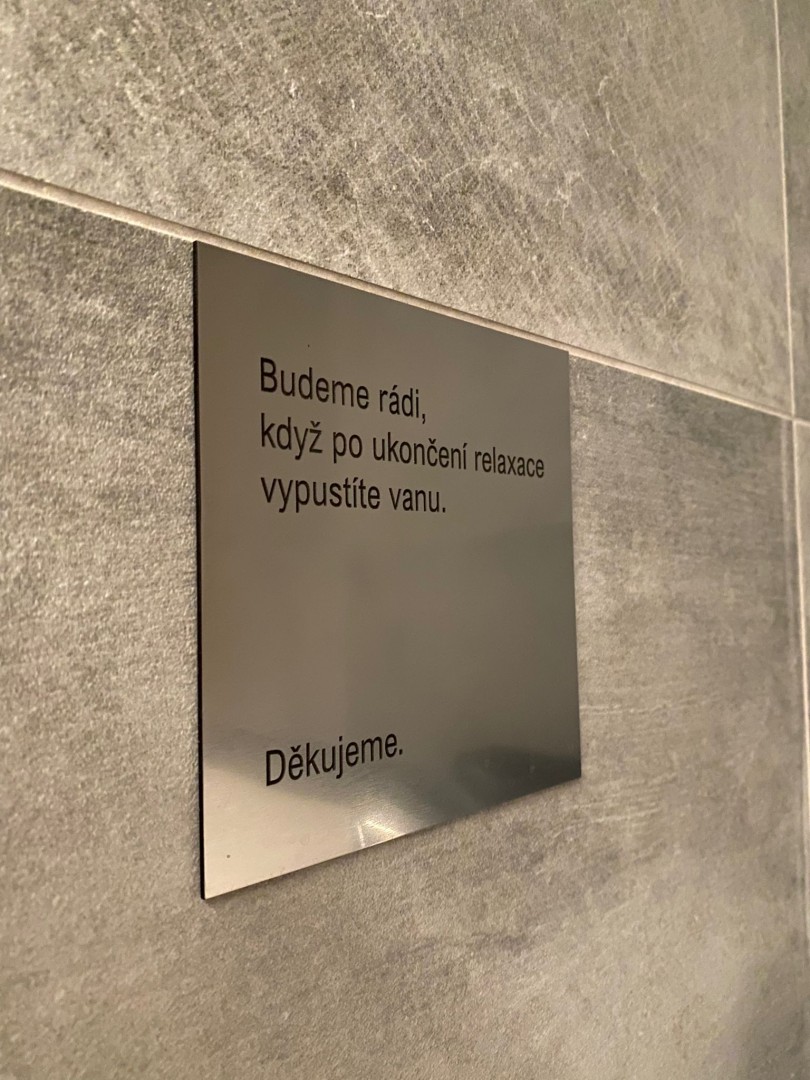 Budeme rádi,
když po ukončení relaxace
vypustíte vanu.
Děkujeme.